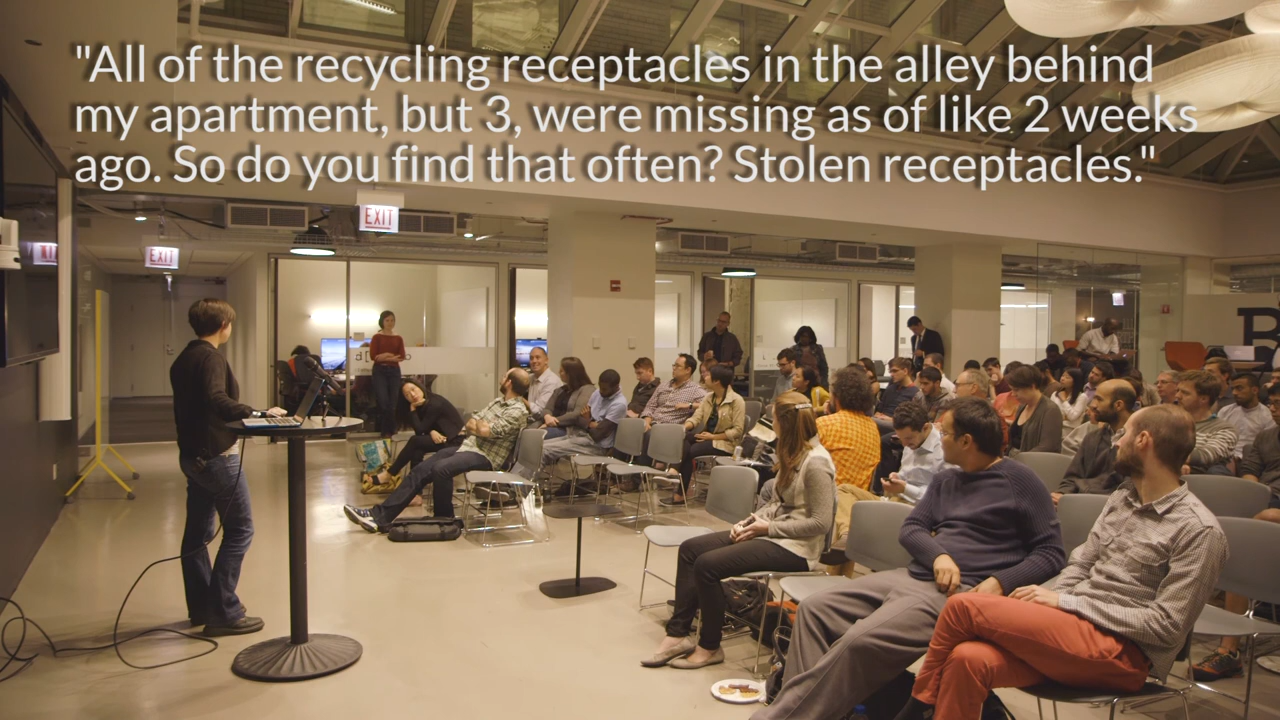 "All of the recycling receptacles in the alley behind
my apartment, but 3, were missing as of like 2 weeks
ago. So do you find that often? Stolen receptacles."
EXIT
EXIT
B